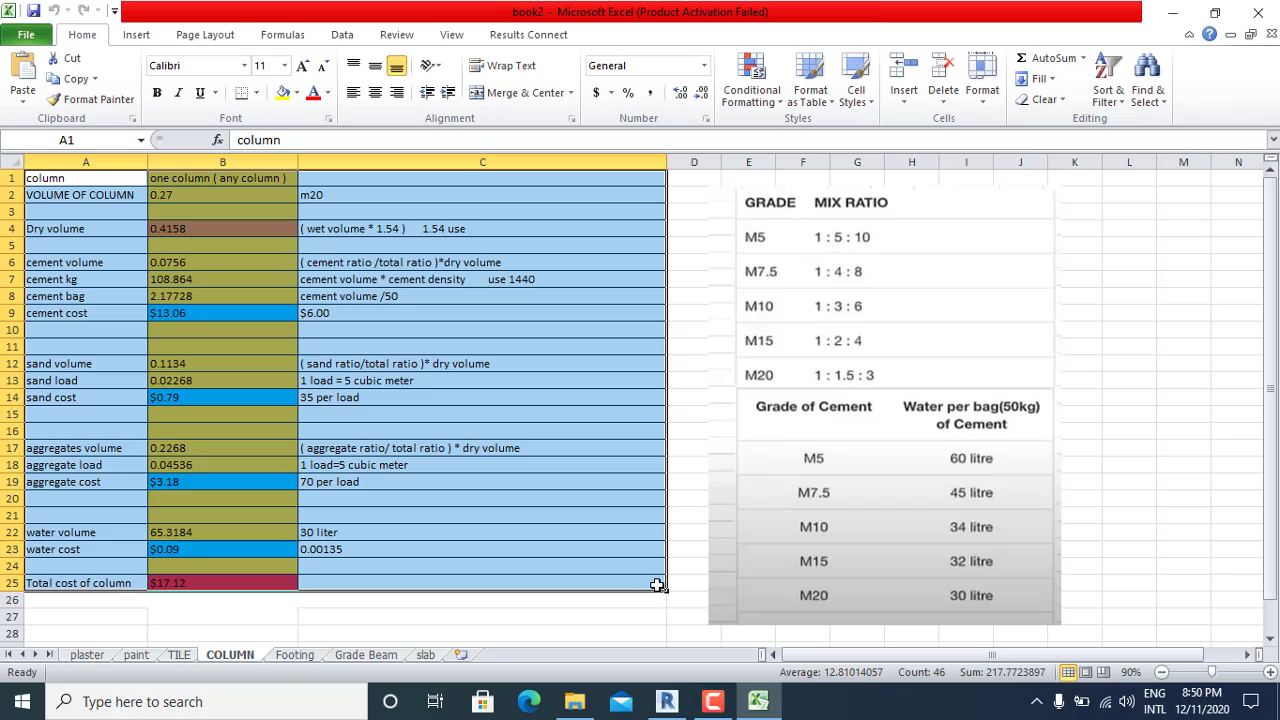 book2 - Microsoft Excel (Product Activation Failed)
File Home Insert Page Layout Formulas Data Review View Results Connect
Paste
Cut
Copy
Format Painter
Clipboard
Calibri 11
B I U A
Font
Wrap Text
Merge & Center
Alignment
General
$ % ,
Number
Conditional Formatting
Format as Table
Cell Styles
Styles
Insert Delete Format
Cells
Σ AutoSum
Fill
Clear
Sort & Filter
Find & Select
Editing
A1 fx column
A B C D E F G H I J K L M N
1 column one column ( any column )
2 VOLUME OF COLUMN 0.27 m20
3
4 Dry volume 0.4158 ( wet volume * 1.54 ) 1.54 use
5
6 cement volume 0.0756 ( cement ratio /total ratio )*dry volume
7 cement kg 108.864 cement volume * cement density use 1440
8 cement bag 2.17728 cement volume /50
9 cement cost $13.06 $6.00
10
11
12 sand volume 0.1134 ( sand ratio/total ratio )* dry volume
13 sand load 0.02268 1 load = 5 cubic meter
14 sand cost $0.79 35 per load
15
16
17 aggregates volume 0.2268 ( aggregate ratio/ total ratio ) * dry volume
18 aggregate load 0.04536 1 load=5 cubic meter
19 aggregate cost $3.18 70 per load
20
21
22 water volume 65.3184 30 liter
23 water cost $0.09 0.00135
24
25 Total cost of column $17.12
26
27
28
GRADE MIX RATIO
M5 1 : 5 : 10
M7.5 1 : 4 : 8
M10 1 : 3 : 6
M15 1 : 2 : 4
M20 1 : 1.5 : 3
Grade of Cement Water per bag(50kg) of Cement
M5 60 litre
M7.5 45 litre
M10 34 litre
M15 32 litre
M20 30 litre
plaster paint TILE COLUMN Footing Grade Beam slab
Ready Average: 12.81014057 Count: 46 Sum: 217.7723897 90%
Type here to search
R C
ENG
INTL
8:50 PM
12/11/2020